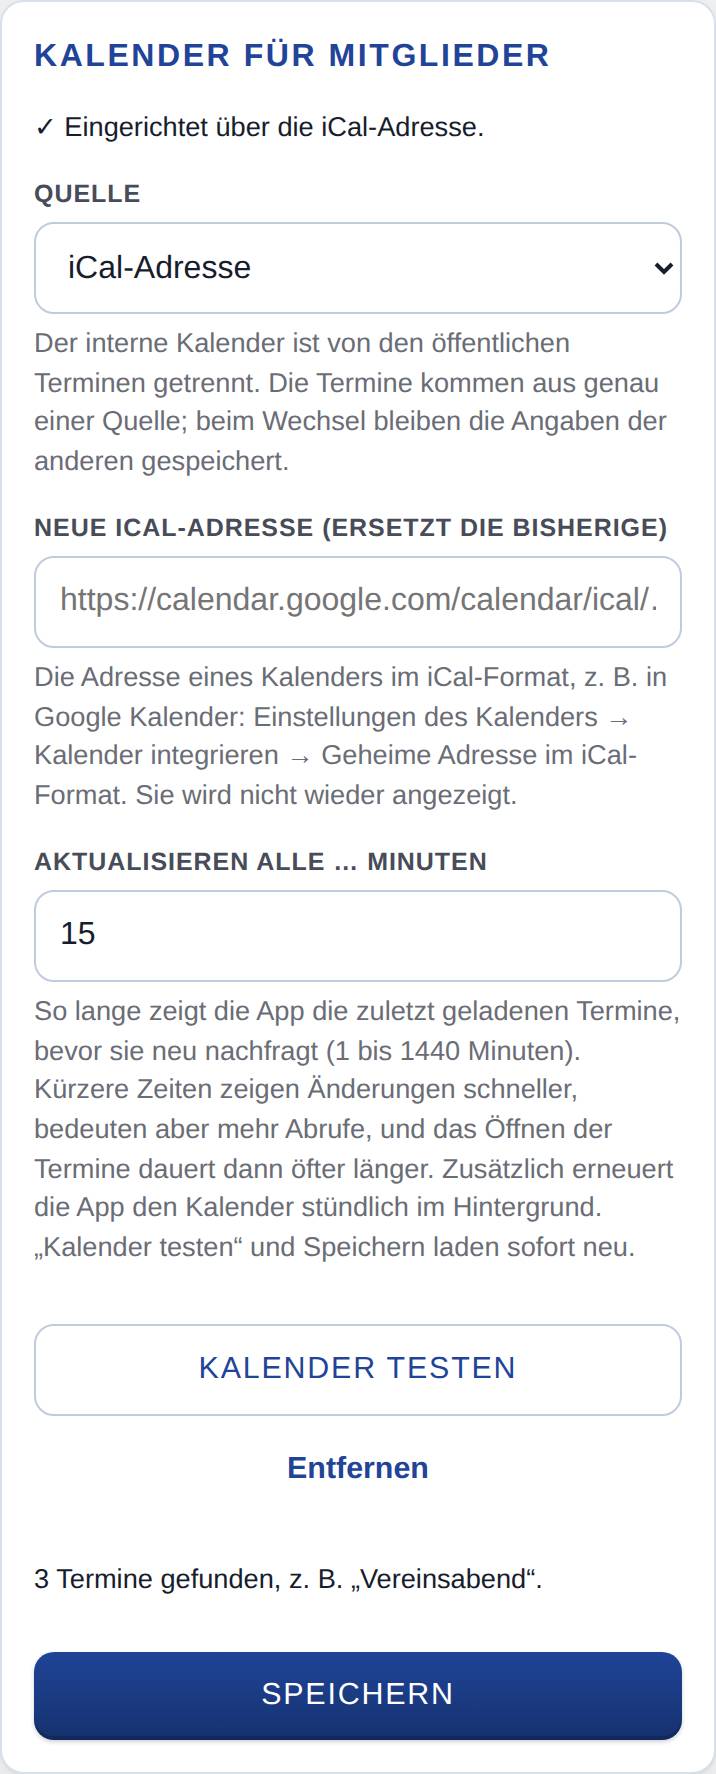 KALENDER FÜR MITGLIEDER
✓ Eingerichtet über die iCal-Adresse.
QUELLE
iCal-Adresse
Der interne Kalender ist von den öffentlichen
Terminen getrennt. Die Termine kommen aus genau
einer Quelle; beim Wechsel bleiben die Angaben der
anderen gespeichert.
NEUE ICAL-ADRESSE (ERSETZT DIE BISHERIGE)
https://calendar.google.com/calendar/ical/.
Die Adresse eines Kalenders im iCal-Format, z. B. in
Google Kalender: Einstellungen des Kalenders →
Kalender integrieren → Geheime Adresse im iCal-
Format. Sie wird nicht wieder angezeigt.
AKTUALISIEREN ALLE … MINUTEN
15
So lange zeigt die App die zuletzt geladenen Termine,
bevor sie neu nachfragt (1 bis 1440 Minuten).
Kürzere Zeiten zeigen Änderungen schneller,
bedeuten aber mehr Abrufe, und das Öffnen der
Termine dauert dann öfter länger. Zusätzlich erneuert
die App den Kalender stündlich im Hintergrund.
„Kalender testen“ und Speichern laden sofort neu.
KALENDER TESTEN
Entfernen
3 Termine gefunden, z. B. „Vereinsabend“.
SPEICHERN